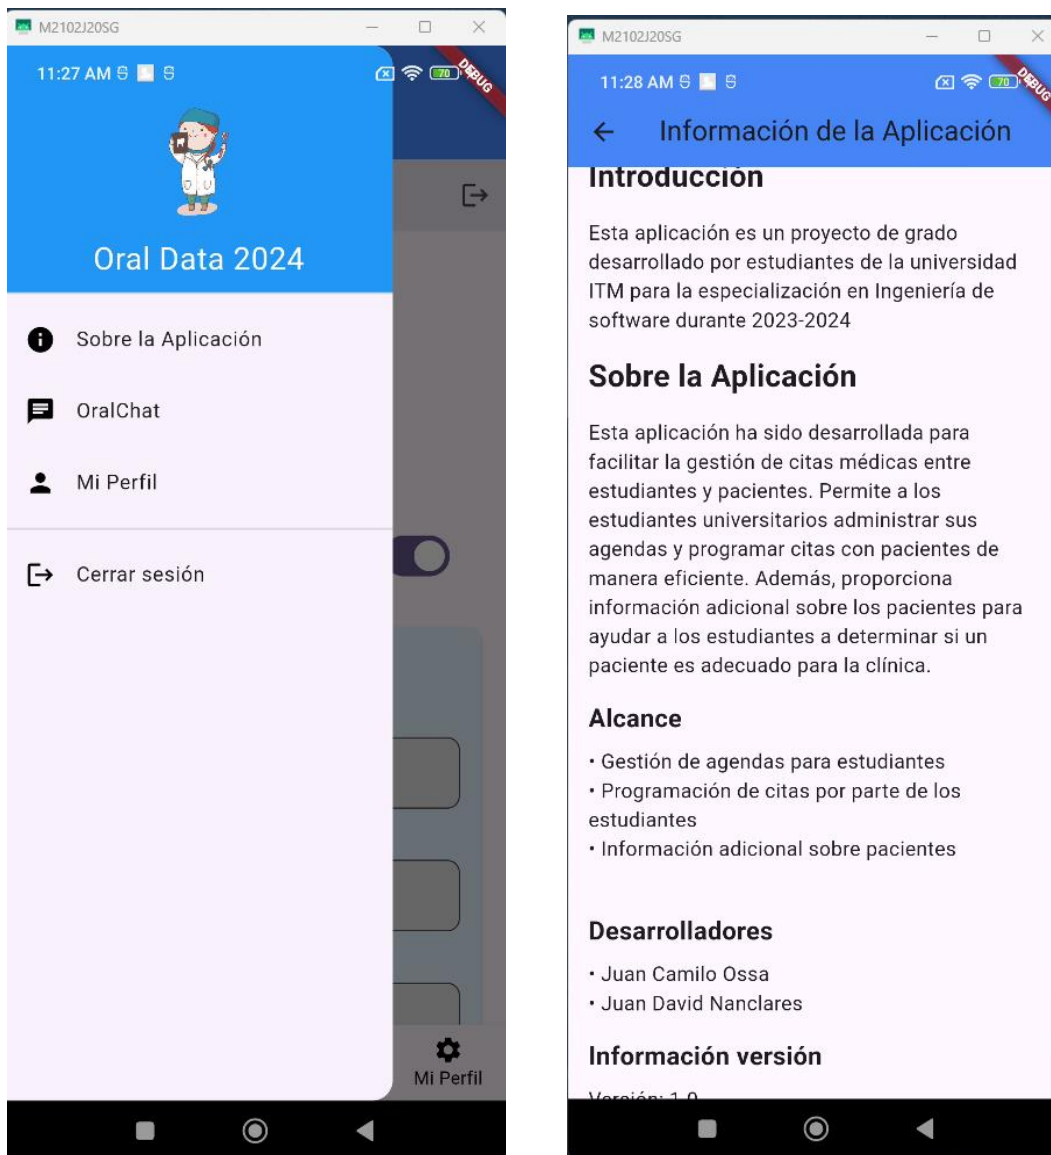 M2102J20SG
11:27 AM
70
DEBUG
Oral Data 2024
Sobre la Aplicación
OralChat
Mi Perfil
Cerrar sesión
Mi Perfil
M2102J20SG
11:28 AM
70
DEBUG
Información de la Aplicación
Introducción
Esta aplicación es un proyecto de grado
desarrollado por estudiantes de la universidad
ITM para la especialización en Ingeniería de
software durante 2023-2024
Sobre la Aplicación
Esta aplicación ha sido desarrollada para
facilitar la gestión de citas médicas entre
estudiantes y pacientes. Permite a los
estudiantes universitarios administrar sus
agendas y programar citas con pacientes de
manera eficiente. Además, proporciona
información adicional sobre los pacientes para
ayudar a los estudiantes a determinar si un
paciente es adecuado para la clínica.
Alcance
• Gestión de agendas para estudiantes
• Programación de citas por parte de los
estudiantes
• Información adicional sobre pacientes
Desarrolladores
• Juan Camilo Ossa
• Juan David Nanclares
Información versión
Versión: 1.0